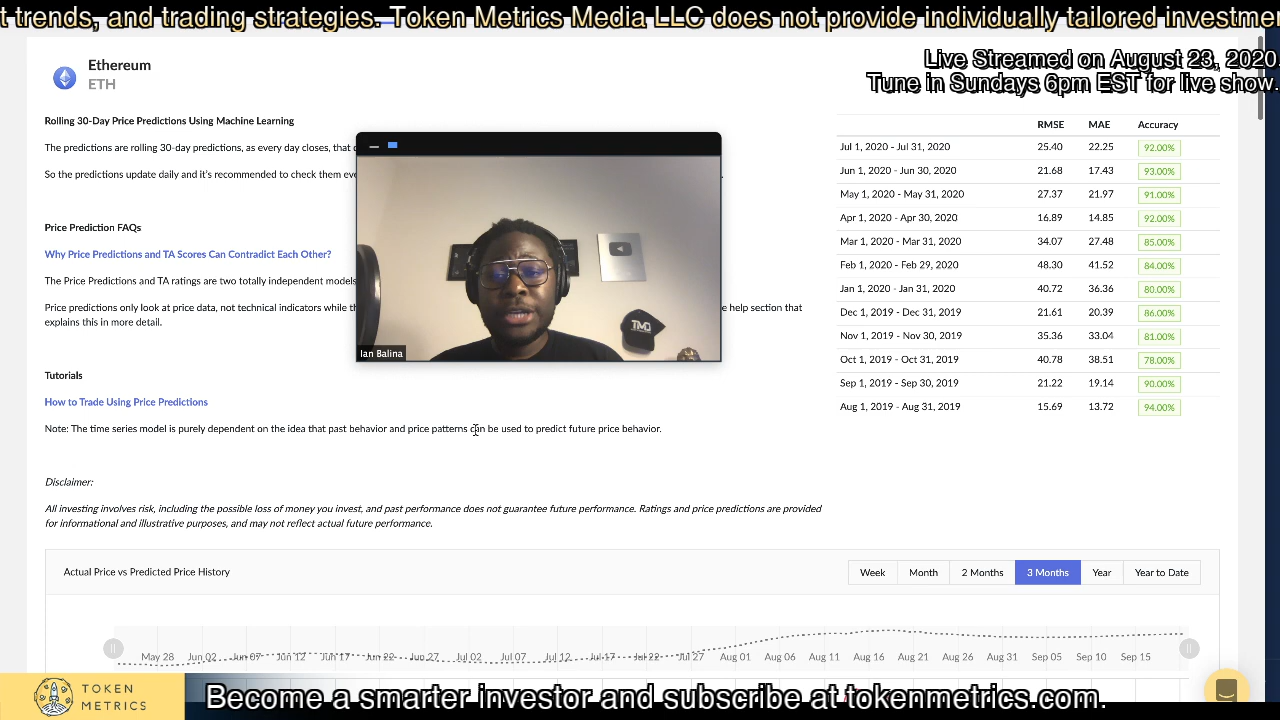 t trends, and trading strategies. Token Metrics Media LLC does not provide individually tailored investme
Live Streamed on August 23, 2020.
Tune in Sundays 6pm EST for live show.
Ethereum
ETH
Rolling 30-Day Price Predictions Using Machine Learning
The predictions are rolling 30-day predictions, as every day closes, that
So the predictions update daily and it's recommended to check them eve
Price Prediction FAQs
Why Price Predictions and TA Scores Can Contradict Each Other?
The Price Predictions and TA ratings are two totally independent models
Price predictions only look at price data, not technical indicators while th
e help section that
explains this in more detail.
Tutorials
How to Trade Using Price Predictions
Note: The time series model is purely dependent on the idea that past behavior and price patterns can be used to predict future price behavior.
Disclaimer:
All investing involves risk, including the possible loss of money you invest, and past performance does not guarantee future performance. Ratings and price predictions are provided
for informational and illustrative purposes, and may not reflect actual future performance.
Ian Balina
RMSE MAE Accuracy
Jul 1, 2020 - Jul 31, 2020 25.40 22.25 92.00%
Jun 1, 2020 - Jun 30, 2020 21.68 17.43 93.00%
May 1, 2020 - May 31, 2020 27.37 21.97 91.00%
Apr 1, 2020 - Apr 30, 2020 16.89 14.85 92.00%
Mar 1, 2020 - Mar 31, 2020 34.07 27.48 85.00%
Feb 1, 2020 - Feb 29, 2020 48.30 41.52 84.00%
Jan 1, 2020 - Jan 31, 2020 40.72 36.36 80.00%
Dec 1, 2019 - Dec 31, 2019 21.61 20.39 86.00%
Nov 1, 2019 - Nov 30, 2019 35.36 33.04 81.00%
Oct 1, 2019 - Oct 31, 2019 40.78 38.51 78.00%
Sep 1, 2019 - Sep 30, 2019 21.22 19.14 90.00%
Aug 1, 2019 - Aug 31, 2019 15.69 13.72 94.00%
Actual Price vs Predicted Price History
Week Month 2 Months 3 Months Year Year to Date
May 28 Jun 02 Jun 07 Jun 12 Jun 17 Jun 22 Jun 27 Jul 02 Jul 07 Jul 12 Jul 17 Jul 22 Jul 27 Aug 01 Aug 06 Aug 11 Aug 16 Aug 21 Aug 26 Aug 31 Sep 05 Sep 10 Sep 15
TOKEN
METRICS
Become a smarter investor and subscribe at tokenmetrics.com.